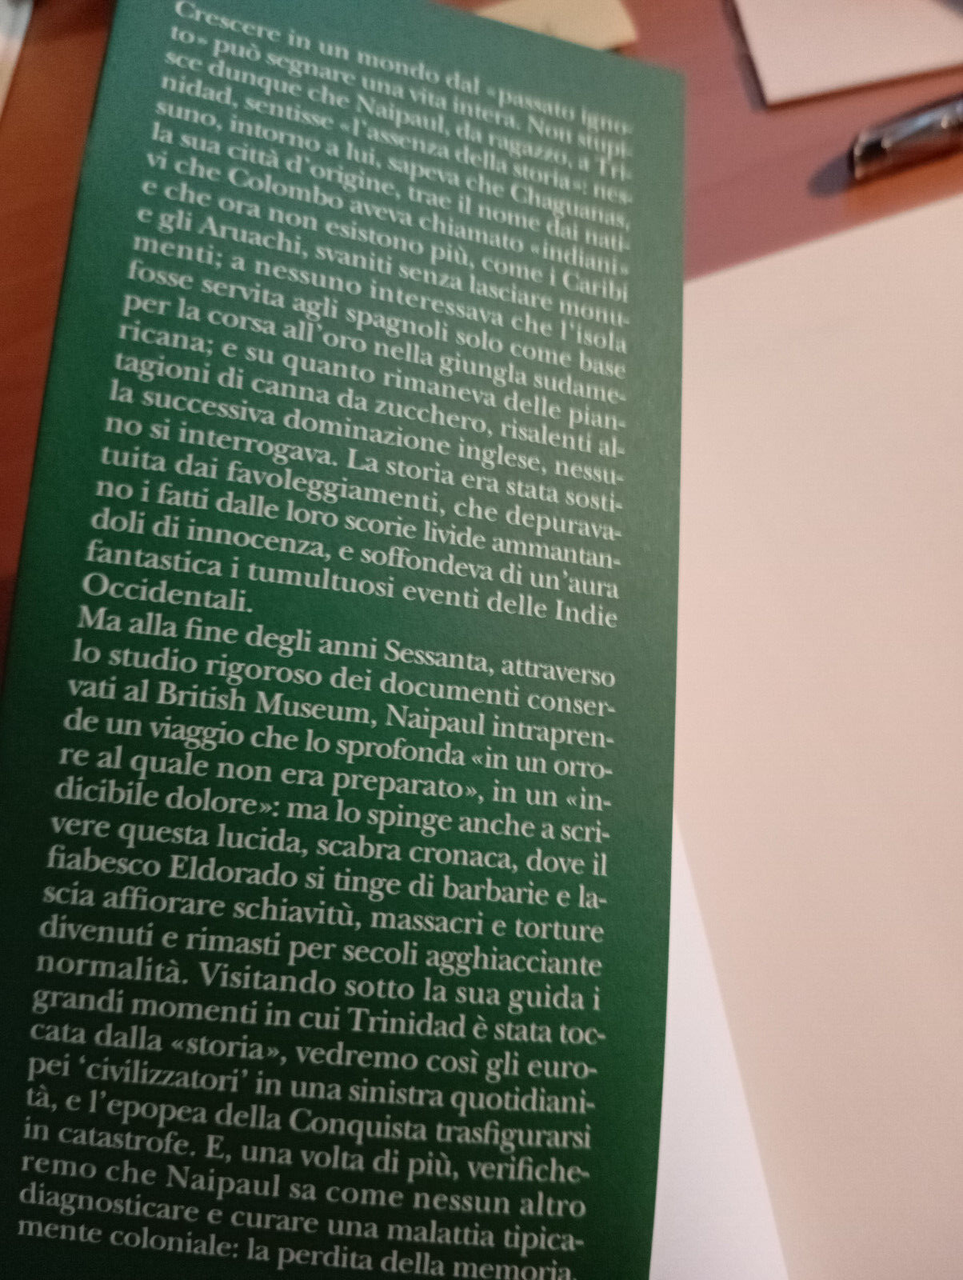 Crescere in un mondo dal «passato igno-
to» può segnare una vita intera. Non stupi-
sce dunque che Naipaul, da ragazzo, a Tri-
nidad, sentisse «l'assenza della storia»: nes-
suno, intorno a lui, sapeva che Chaguanas,
la sua città d'origine, trae il nome dai nati-
vi che Colombo aveva chiamato «indiani»
e che ora non esistono più, come i Caribi
e gli Aruachi, svaniti senza lasciare monu-
menti; a nessuno interessava che l'isola
fosse servita agli spagnoli solo come base
per la corsa all'oro nella giungla sudame-
ricana; e su quanto rimaneva delle pian-
tagioni di canna da zucchero, risalenti al-
la successiva dominazione inglese, nessu-
no si interrogava. La storia era stata sosti-
tuita dai favoleggiamenti, che depurava-
no i fatti dalle loro scorie livide ammantan-
doli di innocenza, e soffondeva di un'aura
fantastica i tumultuosi eventi delle Indie
Occidentali.
Ma alla fine degli anni Sessanta, attraverso
lo studio rigoroso dei documenti conser-
vati al British Museum, Naipaul intrapren-
de un viaggio che lo sprofonda «in un orro-
re al quale non era preparato», in un «in-
dicibile dolore»: ma lo spinge anche a scri-
vere questa lucida, scabra cronaca, dove il
fiabesco Eldorado si tinge di barbarie e la-
scia affiorare schiavitù, massacri e torture
divenuti e rimasti per secoli agghiacciante
normalità. Visitando sotto la sua guida i
grandi momenti in cui Trinidad è stata toc-
cata dalla «storia», vedremo così gli euro-
pei 'civilizzatori' in una sinistra quotidiani-
tà, e l'epopea della Conquista trasfigurarsi
in catastrofe. E, una volta di più, verifiche-
remo che Naipaul sa come nessun altro
diagnosticare e curare una malattia tipica-
mente coloniale: la perdita della memoria.